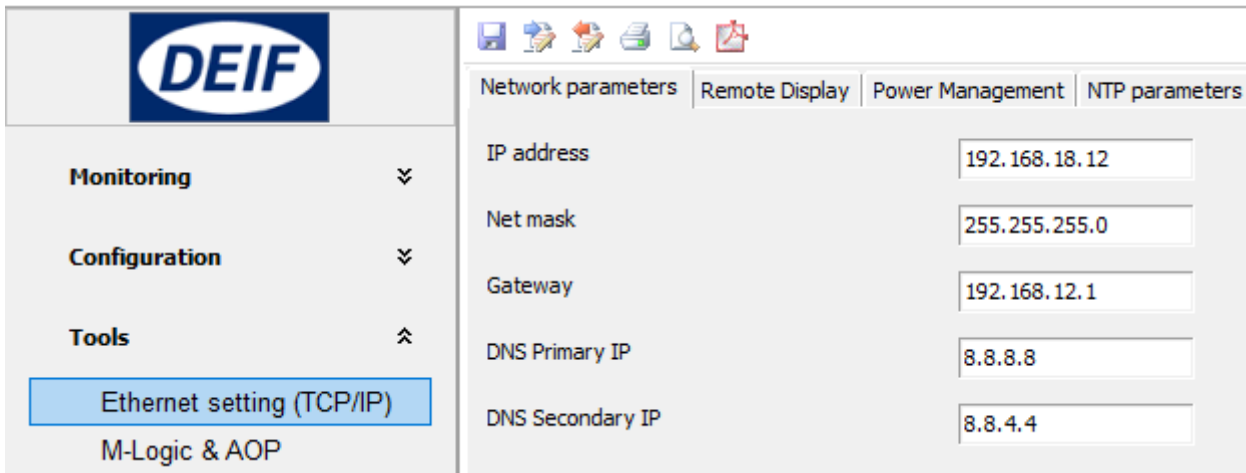 DEIF
Monitoring
Configuration
Tools
Ethernet setting (TCP/IP)
M-Logic & AOP
Network parameters Remote Display Power Management NTP parameters
IP address 192.168.18.12
Net mask 255.255.255.0
Gateway 192.168.12.1
DNS Primary IP 8.8.8.8
DNS Secondary IP 8.8.4.4